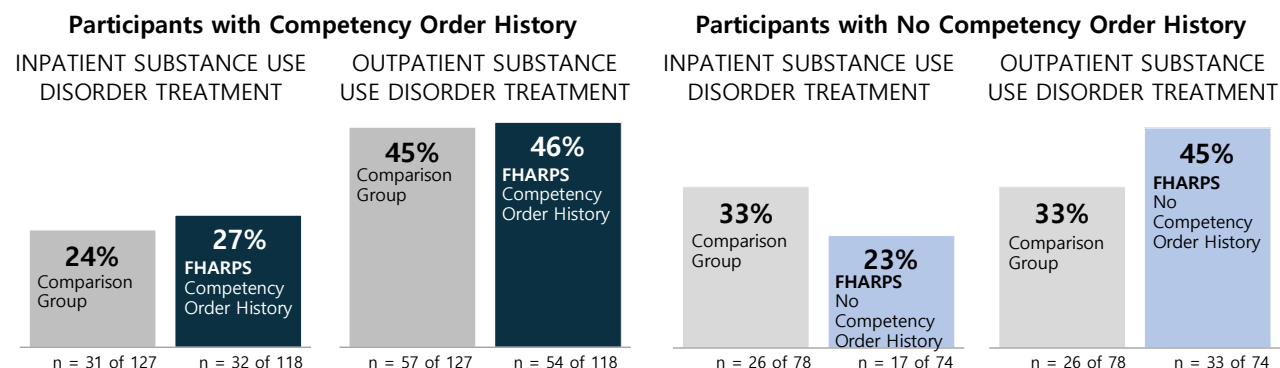 Participants with Competency Order History
INPATIENT SUBSTANCE USE
DISORDER TREATMENT
24%
Comparison
Group
n = 31 of 127
27%
FHARPS
Competency
Order History
n = 32 of 118
OUTPATIENT SUBSTANCE
USE DISORDER TREATMENT
45%
Comparison
Group
n = 57 of 127
46%
FHARPS
Competency
Order History
n = 54 of 118
Participants with No Competency Order History
INPATIENT SUBSTANCE USE
DISORDER TREATMENT
33%
Comparison
Group
n = 26 of 78
23%
FHARPS
No
Competency
Order History
n = 17 of 74
OUTPATIENT SUBSTANCE
USE DISORDER TREATMENT
33%
Comparison
Group
n = 26 of 78
45%
FHARPS
No
Competency
Order History
n = 33 of 74